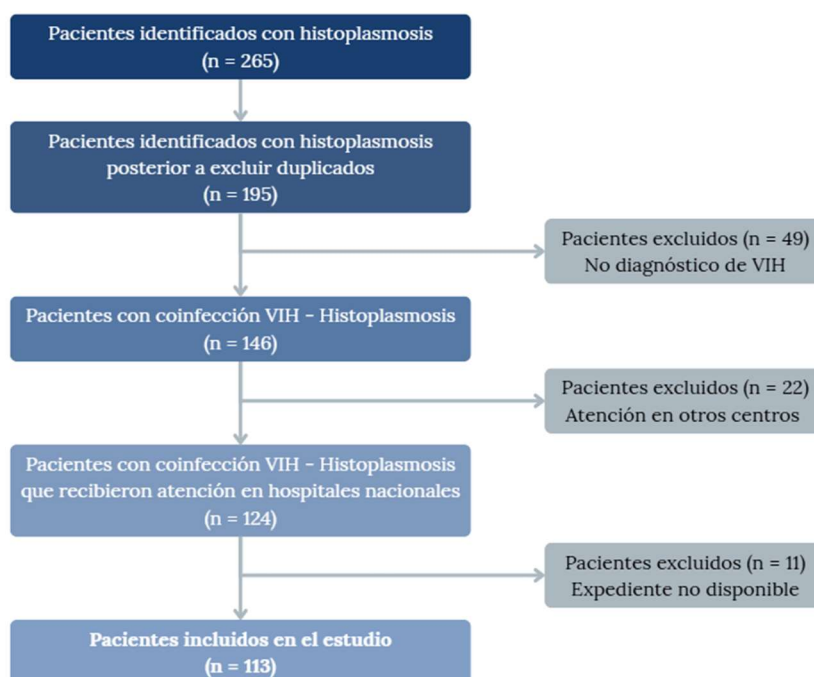 Pacientes identificados con histoplasmosis
(n = 265)
Pacientes identificados con histoplasmosis
posterior a excluir duplicados
(n = 195)
Pacientes excluidos (n = 49)
No diagnóstico de VIH
Pacientes con coinfección VIH - Histoplasmosis
(n = 146)
Pacientes excluidos (n = 22)
Atención en otros centros
Pacientes con coinfección VIH - Histoplasmosis
que recibieron atención en hospitales nacionales
(n = 124)
Pacientes excluidos (n = 11)
Expediente no disponible
Pacientes incluidos en el estudio
(n = 113)